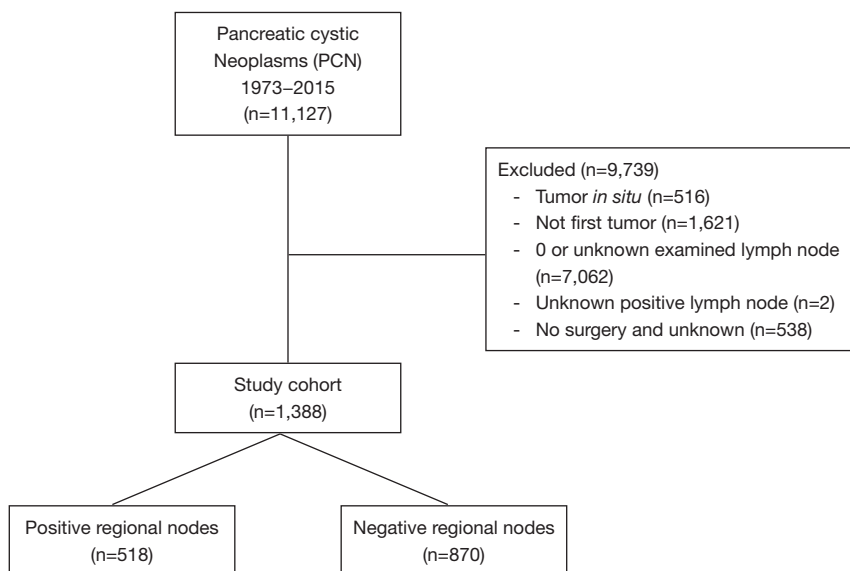 Pancreatic cystic
Neoplasms (PCN)
1973–2015
(n=11,127)
Excluded (n=9,739)
- Tumor in situ (n=516)
- Not first tumor (n=1,621)
- 0 or unknown examined lymph node
(n=7,062)
- Unknown positive lymph node (n=2)
- No surgery and unknown (n=538)
Study cohort
(n=1,388)
Positive regional nodes
(n=518)
Negative regional nodes
(n=870)